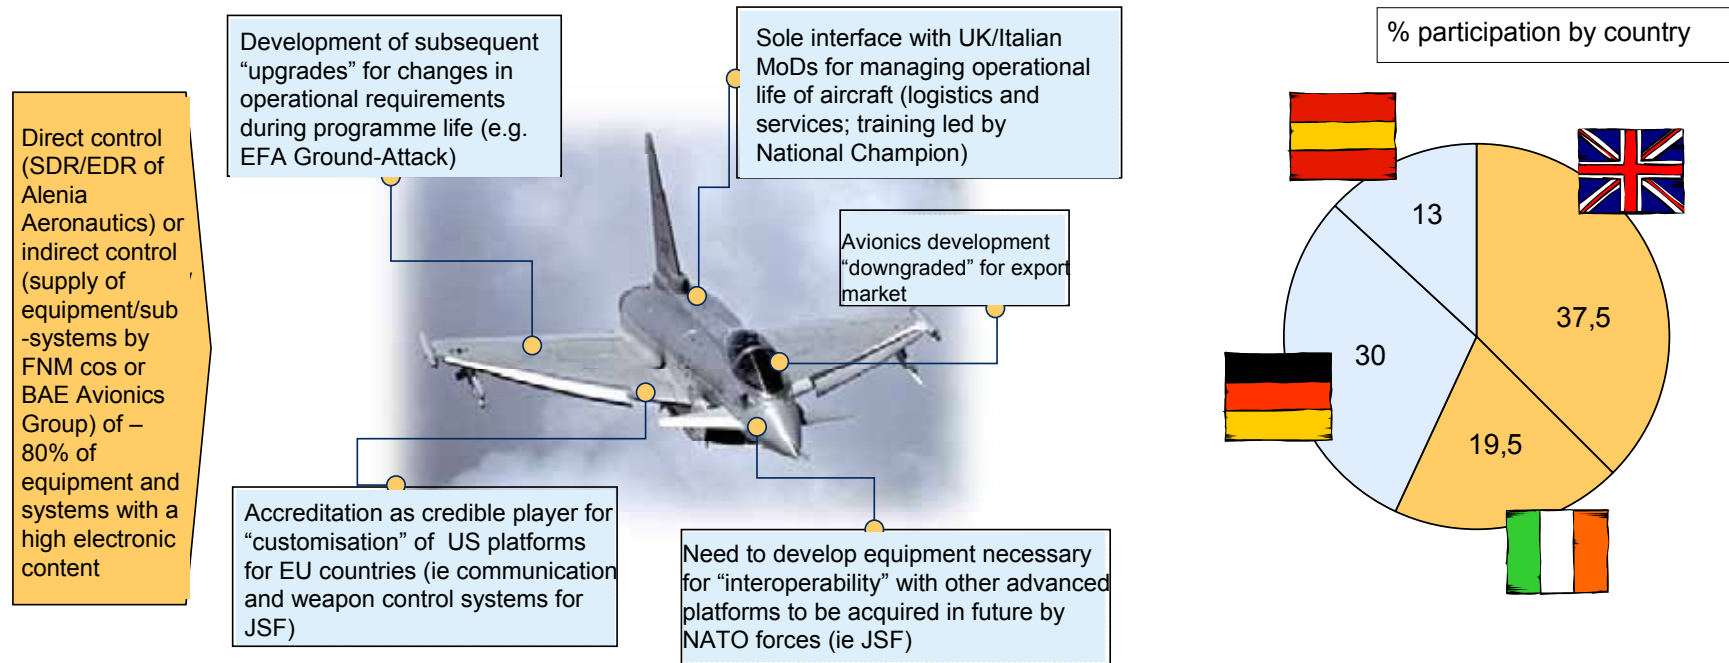 Direct control
(SDR/EDR of
Alenia
Aeronautics) or
indirect control
(supply of
equipment/sub
-systems by
FNM cos or
BAE Avionics
Group) of –
80% of
equipment and
systems with a
high electronic
content
Development of subsequent
“upgrades” for changes in
operational requirements
during programme life (e.g.
EFA Ground-Attack)
Sole interface with UK/Italian
MoDs for managing operational
life of aircraft (logistics and
services; training led by
National Champion)
Avionics development
“downgraded” for export
market
Accreditation as credible player for
“customisation” of US platforms
for EU countries (ie communication
and weapon control systems for
JSF)
Need to develop equipment necessary
for “interoperability” with other advanced
platforms to be acquired in future by
NATO forces (ie JSF)
% participation by country
13
37,5
30
19,5